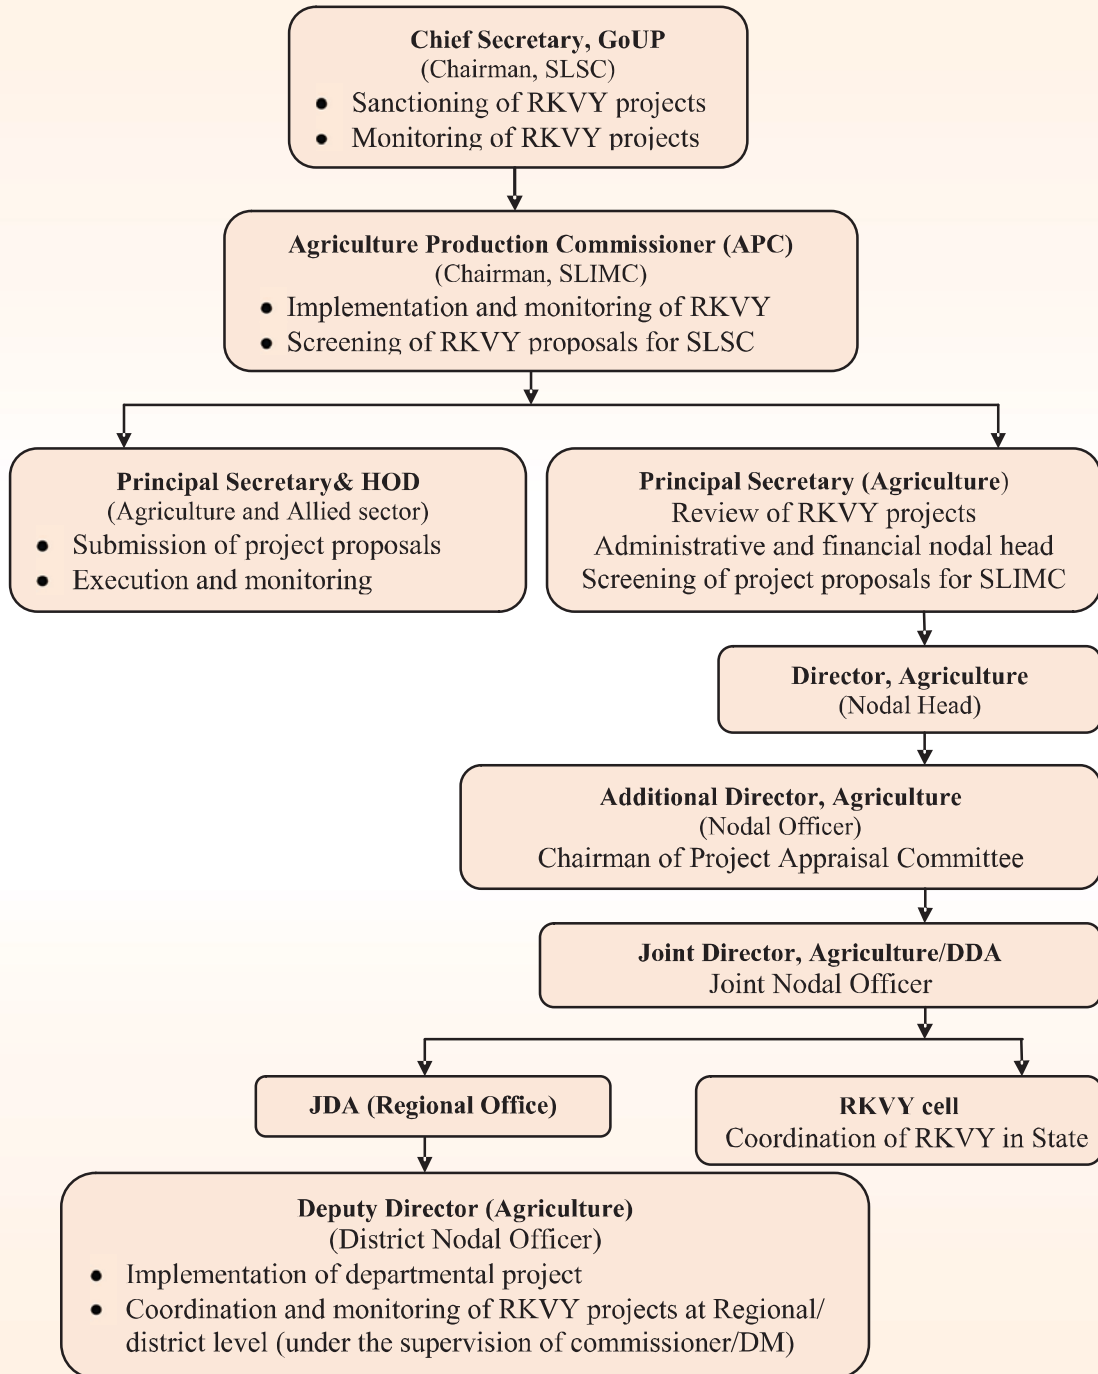 Chief Secretary, GoUP
(Chairman, SLSC)
● Sanctioning of RKVY projects
● Monitoring of RKVY projects
Agriculture Production Commissioner (APC)
(Chairman, SLIMC)
● Implementation and monitoring of RKVY
● Screening of RKVY proposals for SLSC
Principal Secretary& HOD
(Agriculture and Allied sector)
● Submission of project proposals
● Execution and monitoring
Principal Secretary (Agriculture)
Review of RKVY projects
Administrative and financial nodal head
Screening of project proposals for SLIMC
Director, Agriculture
(Nodal Head)
Additional Director, Agriculture
(Nodal Officer)
Chairman of Project Appraisal Committee
Joint Director, Agriculture/DDA
Joint Nodal Officer
JDA (Regional Office)
RKVY cell
Coordination of RKVY in State
Deputy Director (Agriculture)
(District Nodal Officer)
● Implementation of departmental project
● Coordination and monitoring of RKVY projects at Regional/
district level (under the supervision of commissioner/DM)